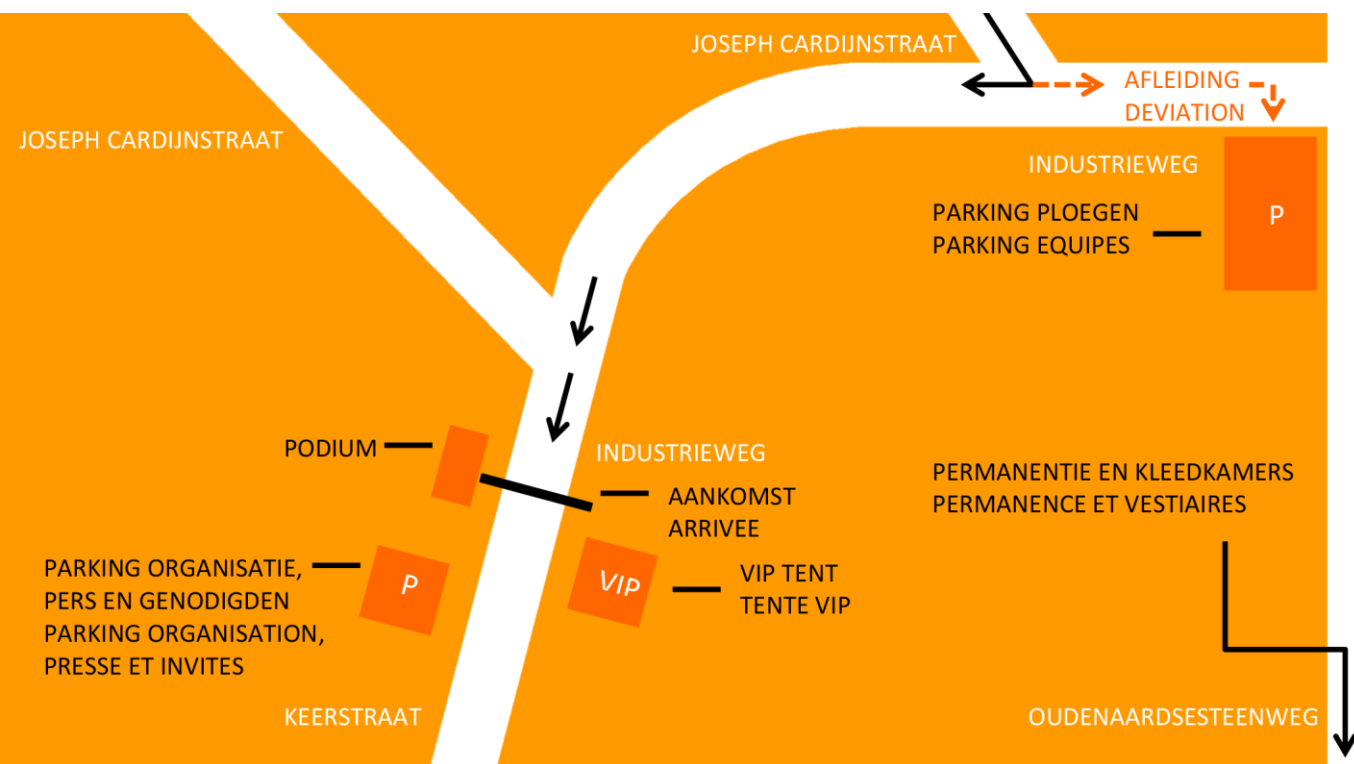 JOSEPH CARDIJNSTRAAT
AFLEIDING
DEVIATION
JOSEPH CARDIJNSTRAAT
INDUSTRIEWEG
PARKING PLOEGEN
PARKING EQUIPES
P
PODIUM
INDUSTRIEWEG
AANKOMST
ARRIVEE
PERMANENTIE EN KLEEDKAMERS
PERMANENCE ET VESTIAIRES
PARKING ORGANISATIE,
PERS EN GENODIGDEN
PARKING ORGANISATION,
PRESSE ET INVITES
P
VIP
VIP TENT
TENTE VIP
KEERSTRAAT
OUDENAARDSESTEENWEG